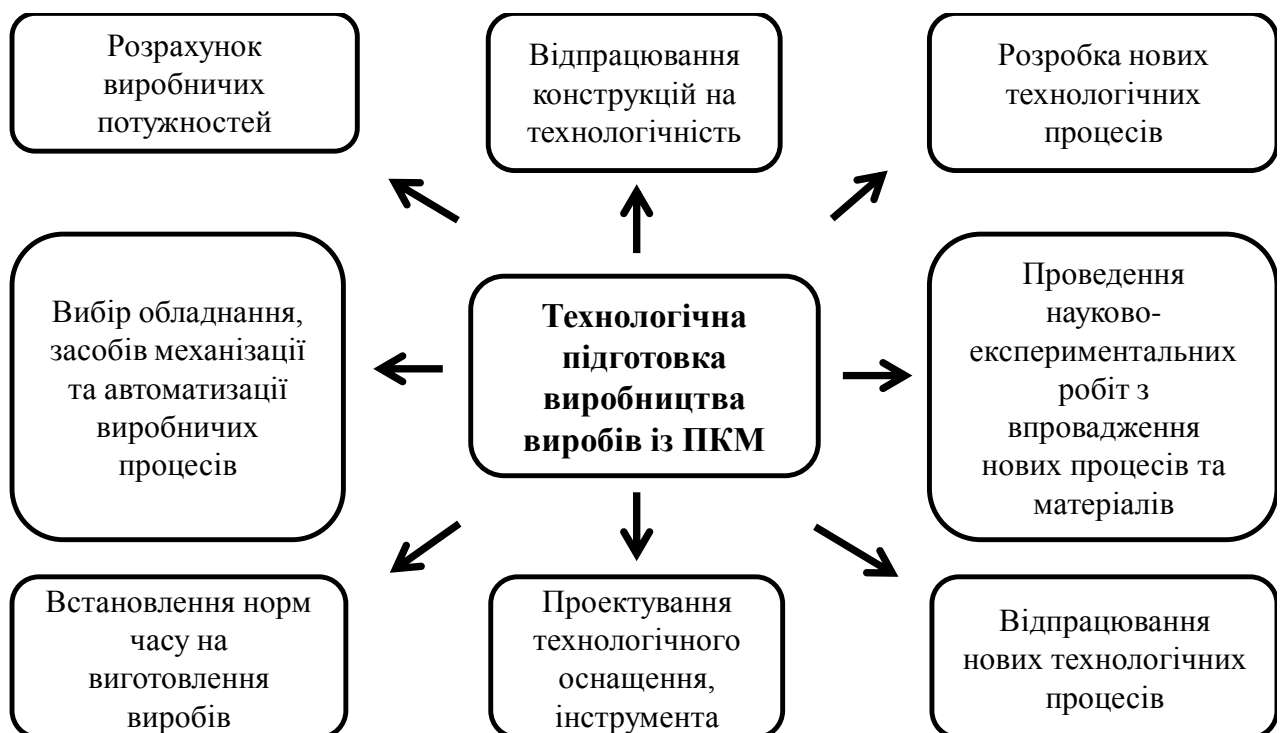 Розрахунок
виробничих
потужностей
Відпрацювання
конструкцій на
технологічність
Розробка нових
технологічних
процесів
Вибір обладнання,
засобів механізації
та автоматизації
виробничих
процесів
Технологічна
підготовка
виробництва
виробів із ПКМ
Проведення
науково-
експериментальних
робіт з
впровадження
нових процесів та
матеріалів
Встановлення норм
часу на
виготовлення
виробів
Проектування
технологічного
оснащення,
інструмента
Відпрацювання
нових технологічних
процесів